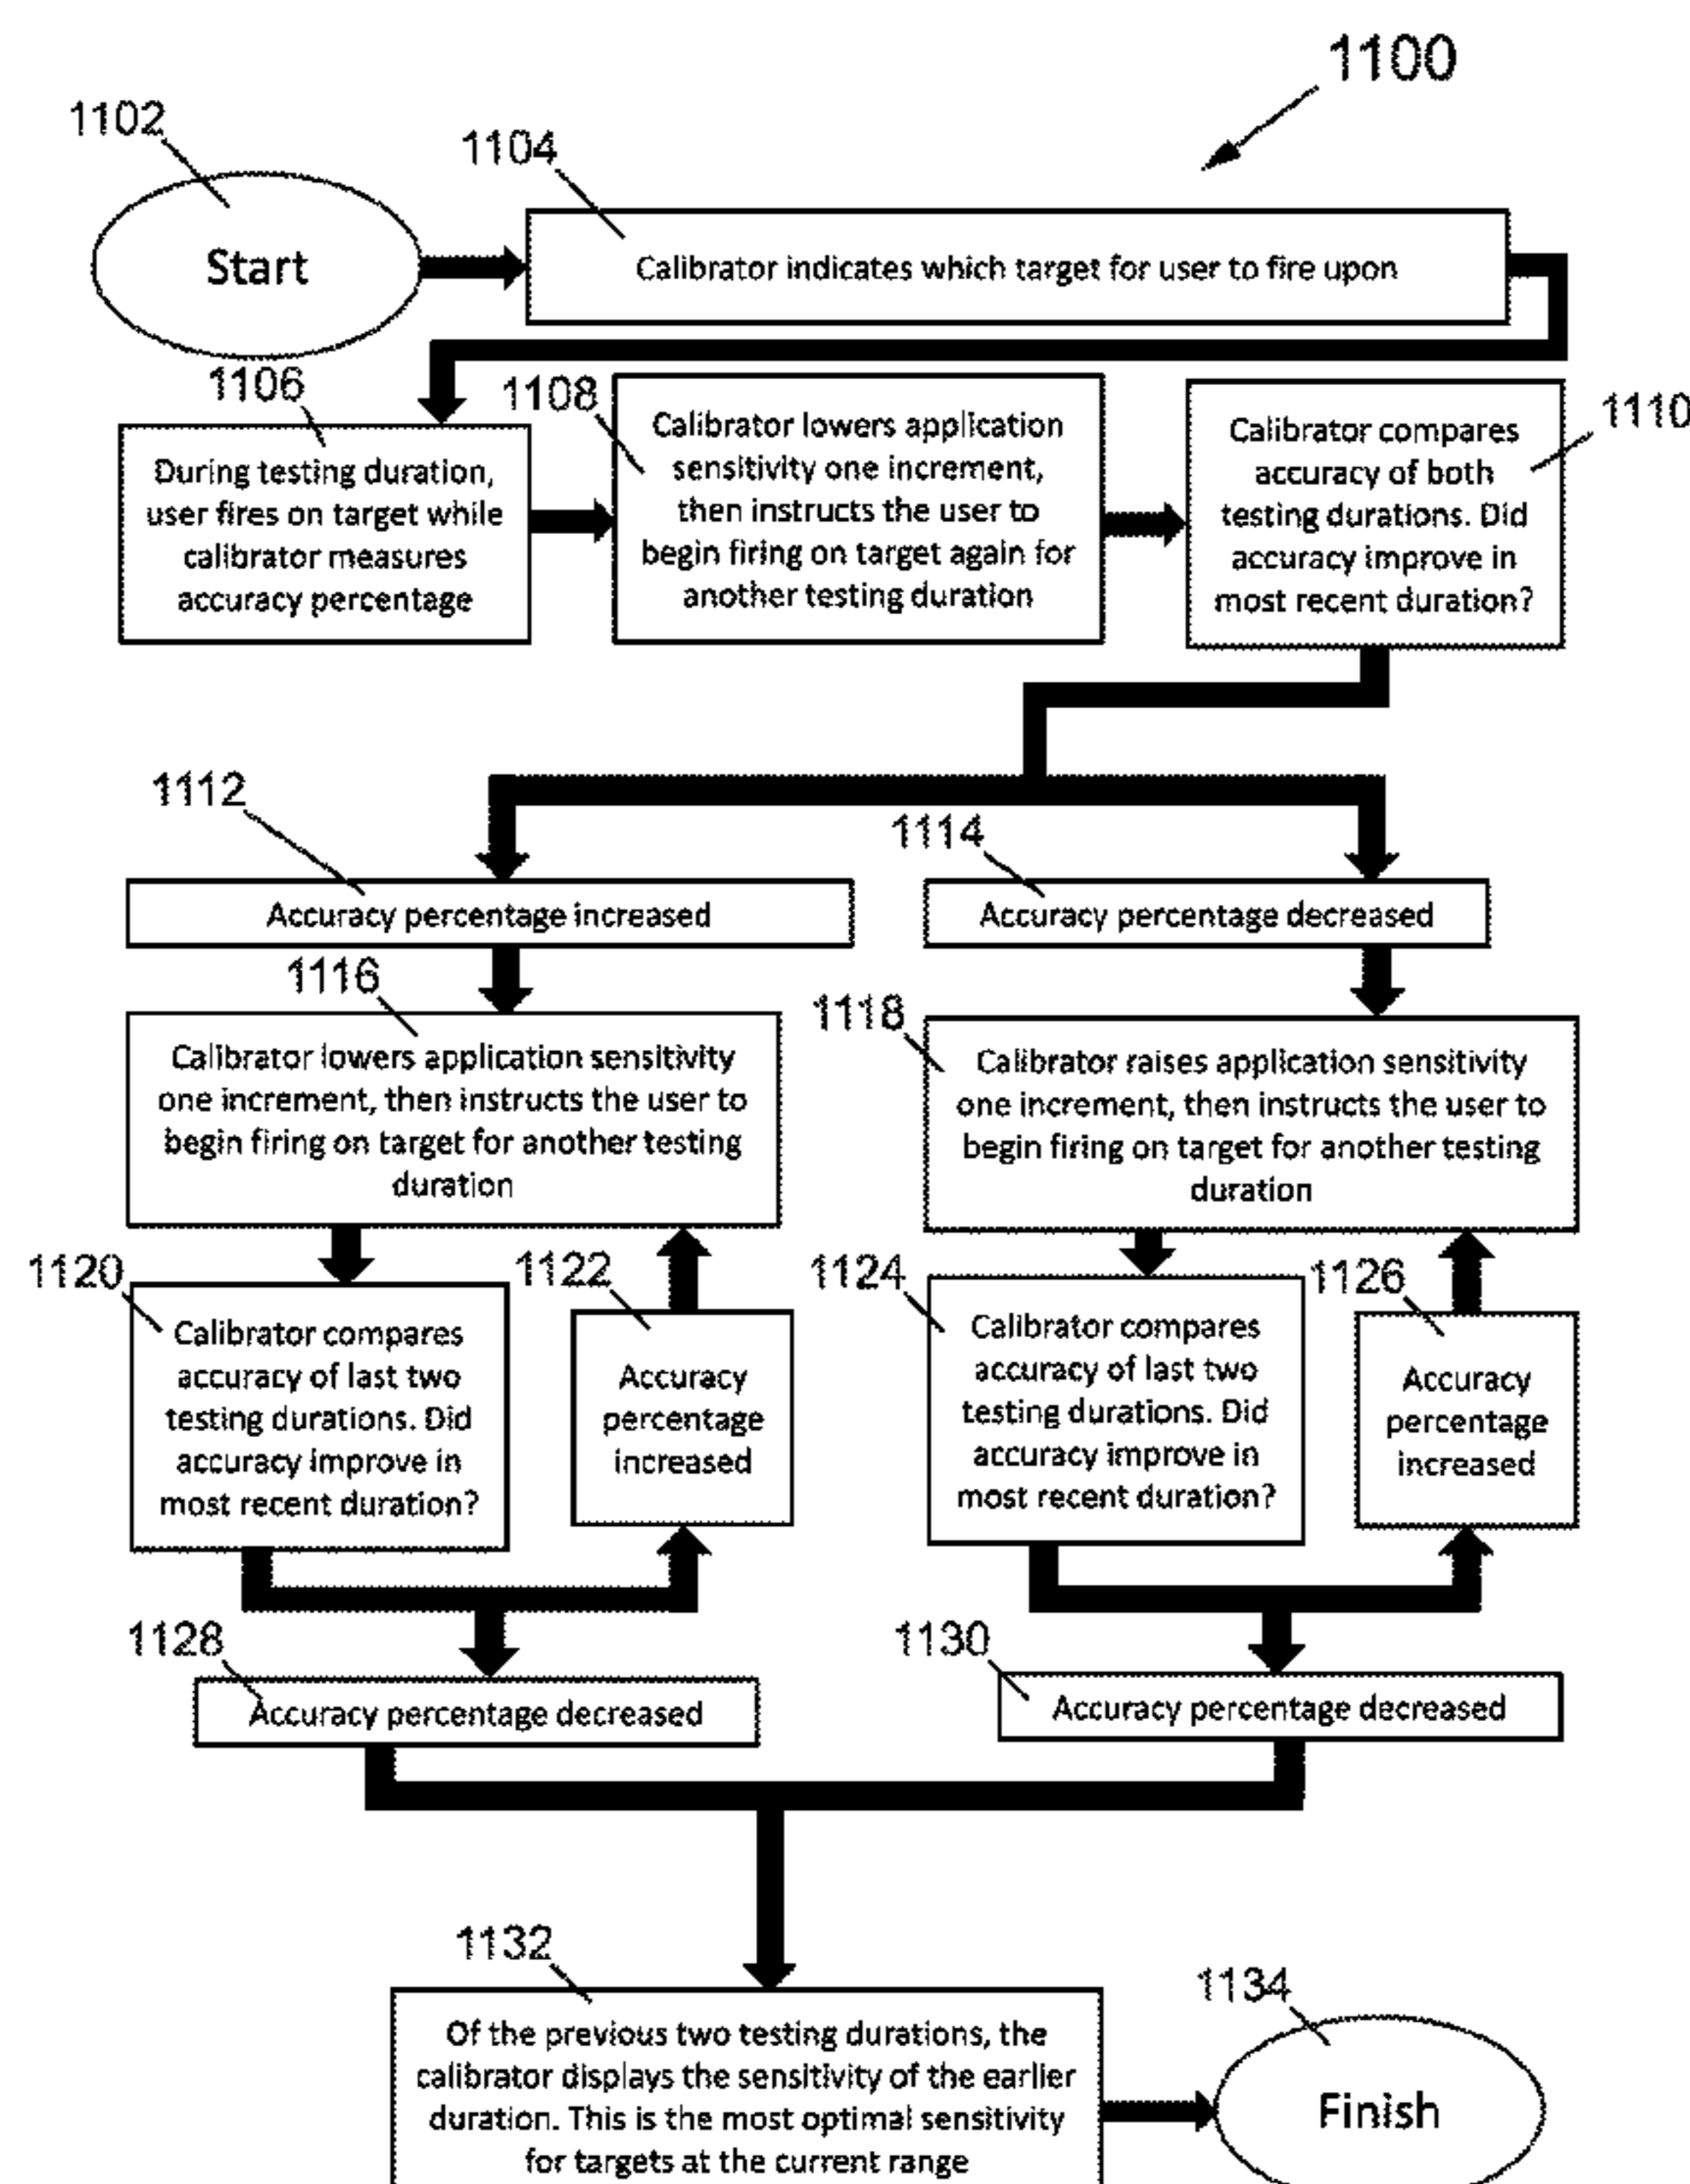 1100
1102
1104
Start
Calibrator indicates which target for user to fire upon
1106
1108
1110
During testing duration,
user fires on target while
calibrator measures
accuracy percentage
Calibrator lowers application
sensitivity one increment,
then instructs the user to
begin firing on target again for
another testing duration
Calibrator compares
accuracy of both
testing durations. Did
accuracy improve in
most recent duration?
1112
1114
Accuracy percentage increased
Accuracy percentage decreased
1116
1118
Calibrator lowers application sensitivity
one increment, then instructs the user to
begin firing on target for another testing
duration
Calibrator raises application sensitivity
one increment, then instructs the user to
begin firing on target for another testing
duration
1120
1122
1124
1126
Calibrator compares
accuracy of last two
testing durations. Did
accuracy improve in
most recent duration?
Accuracy
percentage
increased
Calibrator compares
accuracy of last two
testing durations. Did
accuracy improve in
most recent duration?
Accuracy
percentage
increased
1128
1130
Accuracy percentage decreased
Accuracy percentage decreased
1132
1134
Of the previous two testing durations, the
calibrator displays the sensitivity of the earlier
duration. This is the most optimal sensitivity
for targets at the current range
Finish